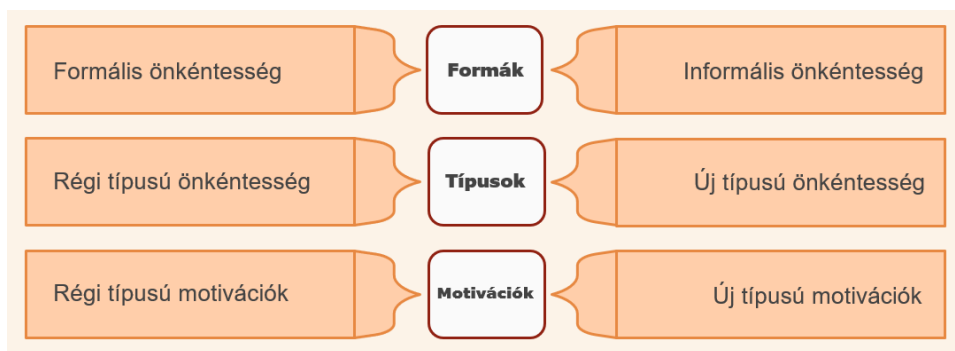 Formális önkéntesség
Formák
Informális önkéntesség
Régi típusú önkéntesség
Típusok
Új típusú önkéntesség
Régi típusú motivációk
Motivációk
Új típusú motivációk